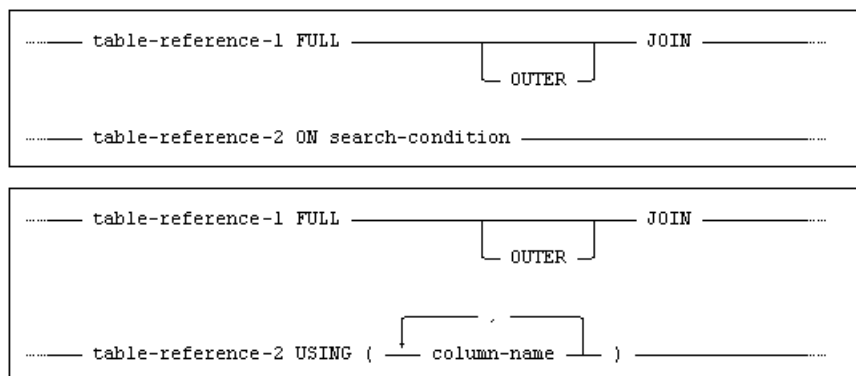 table-reference-1 FULL JOIN
OUTER
table-reference-2 ON search-condition
table-reference-1 FULL JOIN
OUTER
,
table-reference-2 USING ( column-name )